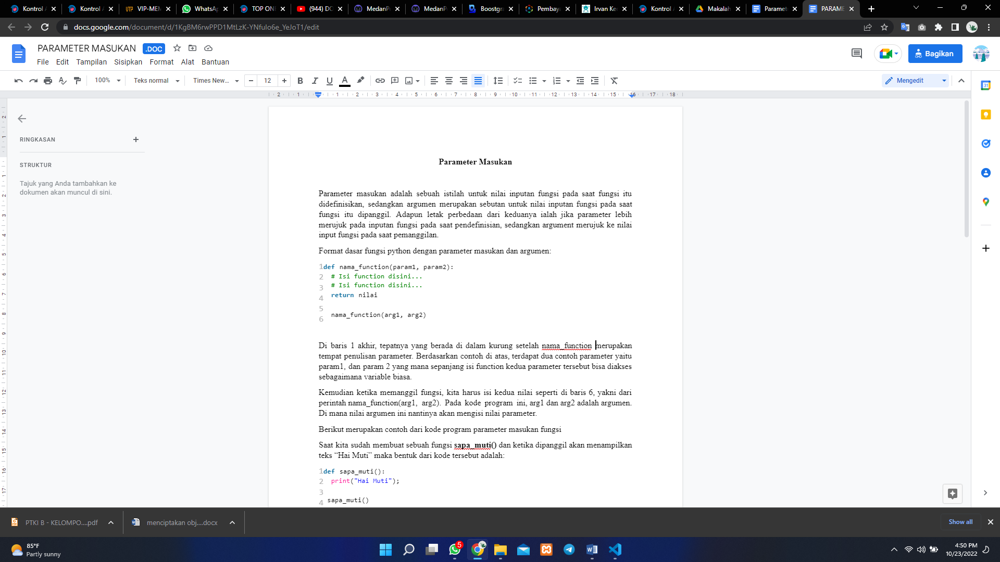 Kontrol A
Kontrol A
VIP-MEM
WhatsAp
TOP ONE
(944) DO
MedanPe
MedanPe
Boostgra
Pembaya
Irvan Ke
Kontrol A
Makalah
Paramete
PARAME
docs.google.com/document/d/1KgBM6rwPPD1MtLzK-YNfuIo6e_YeJoT1/edit
PARAMETER MASUKAN .DOC
File Edit Tampilan Sisipkan Format Alat Bantuan
Bagikan
100% Teks normal Times New... 12
Mengedit
2 1 1 2 3 4 5 6 7 8 9 10 11 12 13 14 15 16 17 18
RINGKASAN
STRUKTUR
Tajuk yang Anda tambahkan ke
dokumen akan muncul di sini.
Parameter Masukan
Parameter masukan adalah sebuah istilah untuk nilai inputan fungsi pada saat fungsi itu
didefinisikan, sedangkan argumen merupakan sebutan untuk nilai inputan fungsi pada saat
fungsi itu dipanggil. Adapun letak perbedaan dari keduanya ialah jika parameter lebih
merujuk pada inputan fungsi pada saat pendefinisian, sedangkan argument merujuk ke nilai
input fungsi pada saat pemanggilan.
Format dasar fungsi python dengan parameter masukan dan argumen:
1def nama_function(param1, param2):
2 # Isi function disini...
3 # Isi function disini...
4 return nilai
5
6 nama_function(arg1, arg2)
Di baris 1 akhir, tepatnya yang berada di dalam kurung setelah nama_function merupakan
tempat penulisan parameter. Berdasarkan contoh di atas, terdapat dua contoh parameter yaitu
param1, dan param 2 yang mana sepanjang isi function kedua parameter tersebut bisa diakses
sebagaimana variable biasa.
Kemudian ketika memanggil fungsi, kita harus isi kedua nilai seperti di baris 6, yakni dari
perintah nama_function(arg1, arg2). Pada kode program ini, arg1 dan arg2 adalah argumen.
Di mana nilai argumen ini nantinya akan mengisi nilai parameter.
Berikut merupakan contoh dari kode program parameter masukan fungsi
Saat kita sudah membuat sebuah fungsi sapa_muti() dan ketika dipanggil akan menampilkan
teks “Hai Muti” maka bentuk dari kode tersebut adalah:
1def sapa_muti():
2 print("Hai Muti");
3
4 sapa_muti()
PTKI B - KELOMPO....pdf
menciptakan obj....docx
Show all
85°F
Partly sunny
5
4:50 PM
10/23/2022